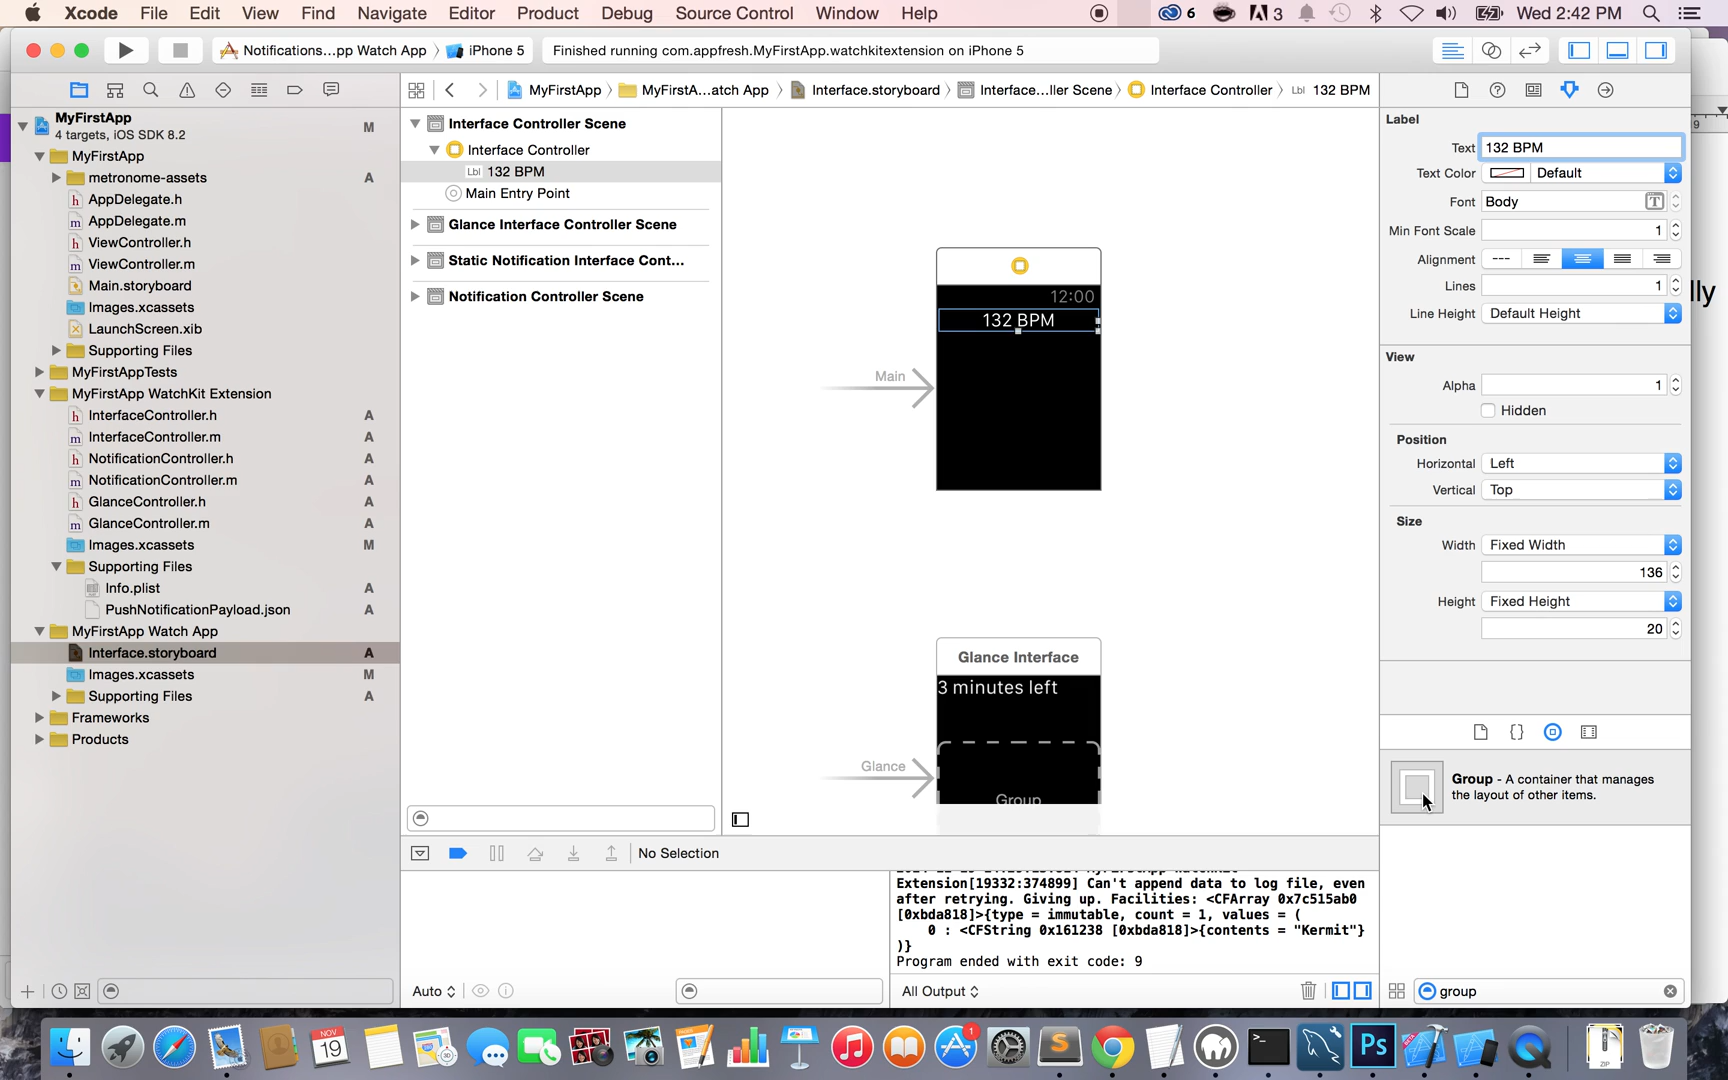 Xcode File Edit View Find Navigate Editor Product Debug Source Control Window Help 6 3 Wed 2:42 PM
Notifications...pp Watch App iPhone 5 Finished running com.appfresh.MyFirstApp.watchkitextension on iPhone 5
MyFirstApp M
4 targets, iOS SDK 8.2
MyFirstApp
metronome-assets A
AppDelegate.h
AppDelegate.m
ViewController.h
ViewController.m
Main.storyboard
Images.xcassets
LaunchScreen.xib
Supporting Files
MyFirstAppTests
MyFirstApp WatchKit Extension
InterfaceController.h A
InterfaceController.m A
NotificationController.h A
NotificationController.m A
GlanceController.h A
GlanceController.m A
Images.xcassets M
Supporting Files
Info.plist A
PushNotificationPayload.json A
MyFirstApp Watch App
Interface.storyboard A
Images.xcassets M
Supporting Files A
Frameworks
Products
MyFirstApp MyFirstA...atch App Interface.storyboard Interface...ller Scene Interface Controller Lbl 132 BPM
Interface Controller Scene
Interface Controller
Lbl 132 BPM
Main Entry Point
Glance Interface Controller Scene
Static Notification Interface Cont...
Notification Controller Scene
12:00
132 BPM
Main
Glance Interface
3 minutes left
Glance
Group
Label
Text 132 BPM
Text Color Default
Font Body
Min Font Scale 1
Alignment
Lines 1
Line Height Default Height
View
Alpha 1
Hidden
Position
Horizontal Left
Vertical Top
Size
Width Fixed Width
136
Height Fixed Height
20
Group - A container that manages
the layout of other items.
group
No Selection
Extension[19332:374899] Can't append data to log file, even
after retrying. Giving up. Facilities: <CFArray 0x7c515ab0
[0xbda818]>{type = immutable, count = 1, values = (
0 : <CFString 0x161238 [0xbda818]>{contents = "Kermit"}
)}
Program ended with exit code: 9
Auto
All Output
9
lly
NOV
19
1
Ps
ZIP